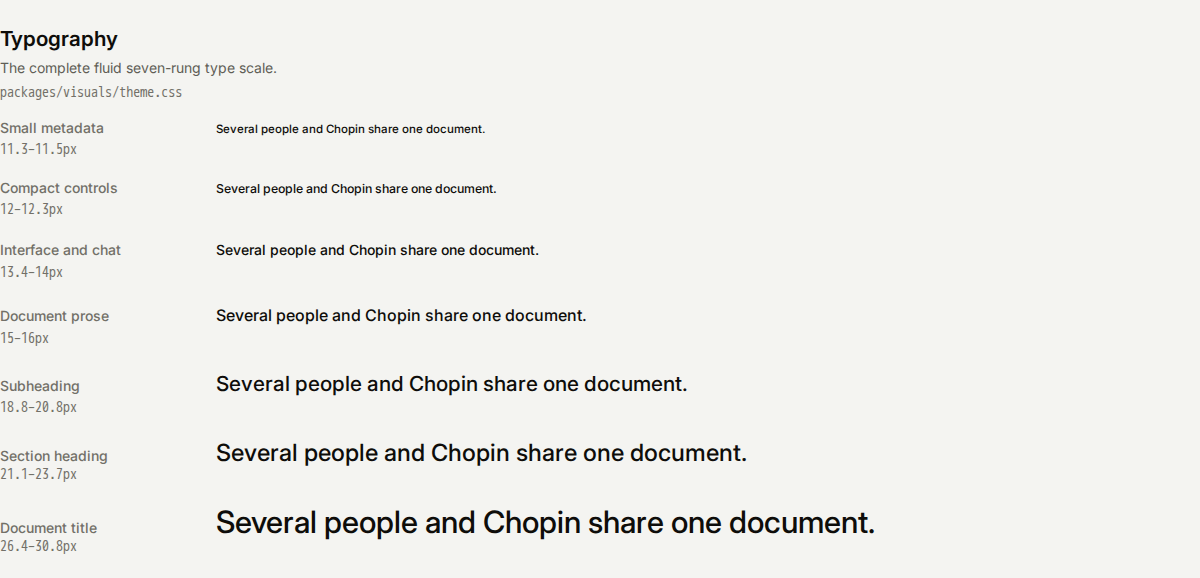 Typography
The complete fluid seven-rung type scale.
packages/visuals/theme.css
Small metadata
Several people and Chopin share one document.
11.3–11.5px
Compact controls
Several people and Chopin share one document.
12–12.3px
Interface and chat
Several people and Chopin share one document.
13.4–14px
Document prose
Several people and Chopin share one document.
15–16px
Subheading
Several people and Chopin share one document.
18.8–20.8px
Section heading
Several people and Chopin share one document.
21.1–23.7px
Document title
Several people and Chopin share one document.
26.4–30.8px